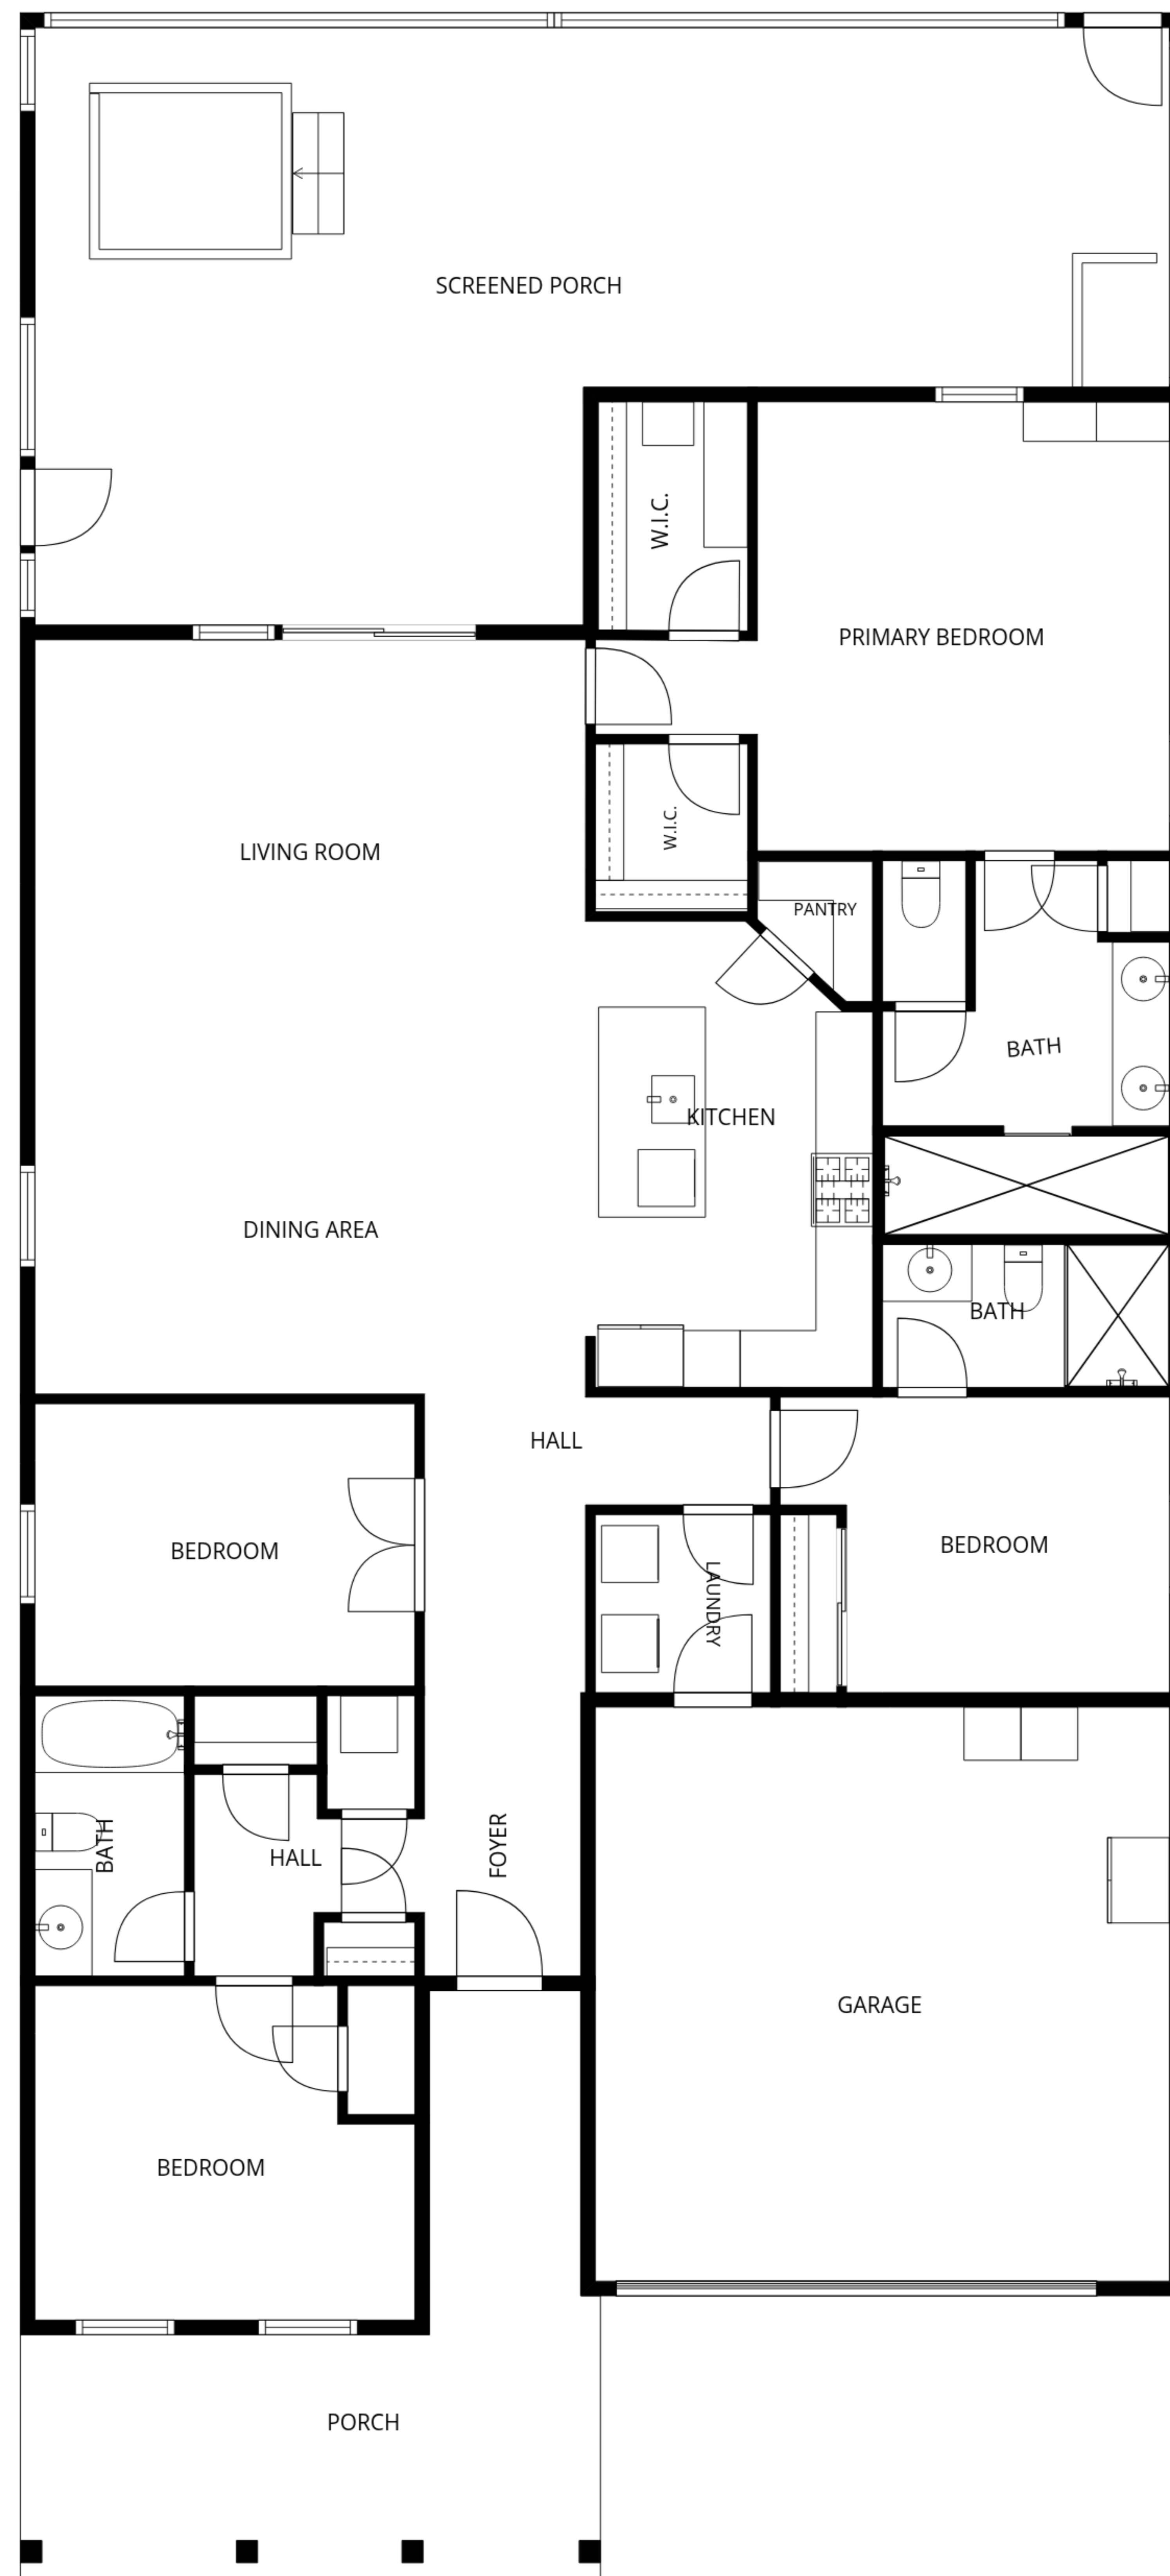 SCREENED PORCH
W.I.C.
PRIMARY BEDROOM
W.I.C.
LIVING ROOM
PANTRY
BATH
KITCHEN
DINING AREA
BATH
HALL
BEDROOM
BEDROOM
LAUNDRY
BATH
HALL
FOYER
GARAGE
BEDROOM
PORCH